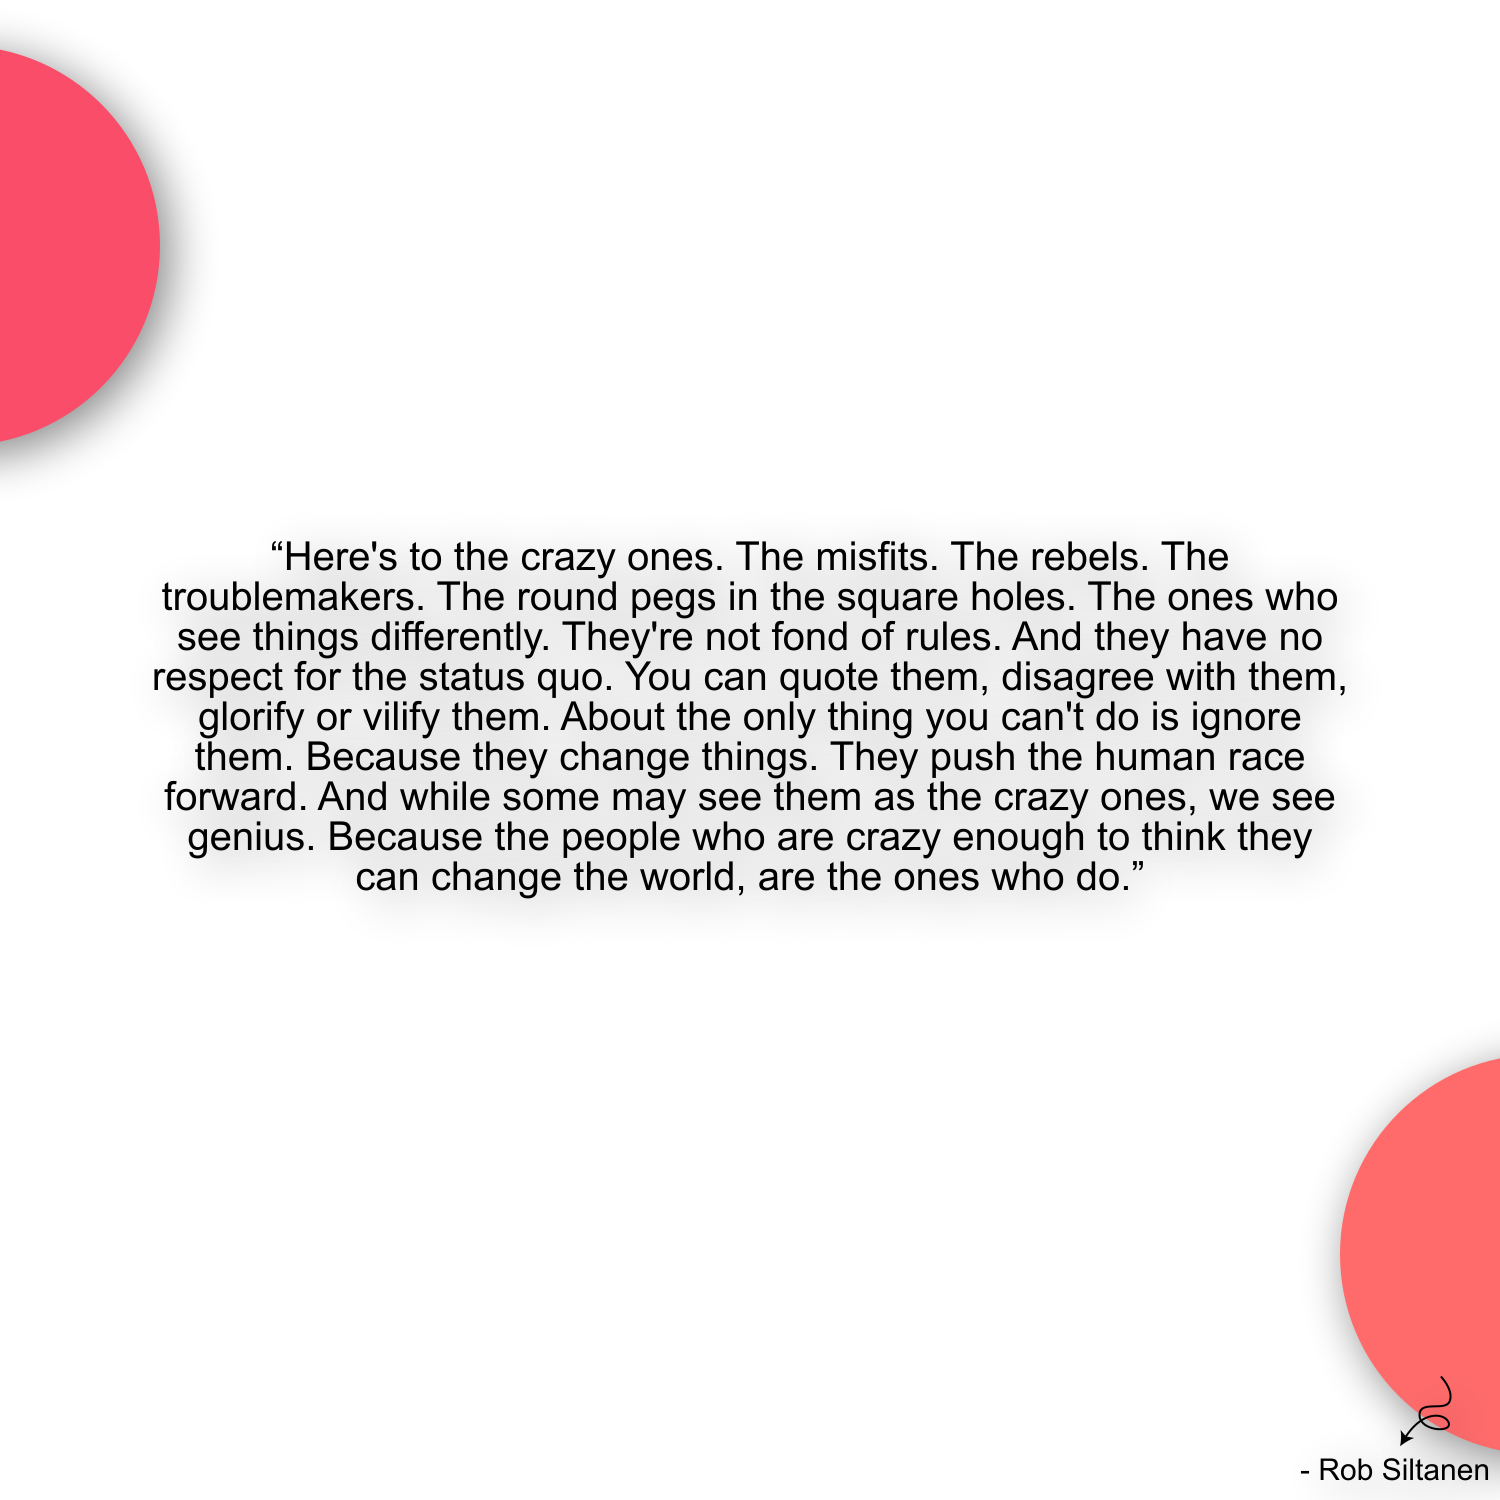 “Here's to the crazy ones. The misfits. The rebels. The
troublemakers. The round pegs in the square holes. The ones who
see things differently. They're not fond of rules. And they have no
respect for the status quo. You can quote them, disagree with them,
glorify or vilify them. About the only thing you can't do is ignore
them. Because they change things. They push the human race
forward. And while some may see them as the crazy ones, we see
genius. Because the people who are crazy enough to think they
can change the world, are the ones who do.”
- Rob Siltanen